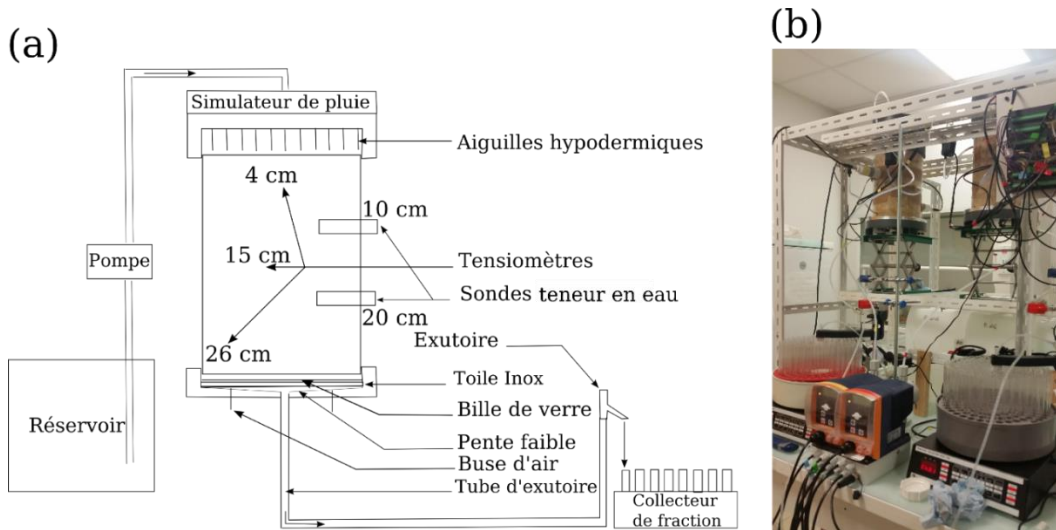 (a)
(b)
Simulateur de pluie
Aiguilles hypodermiques
4 cm
10 cm
Pompe
15 cm
Tensiomètres
Sondes teneur en eau
20 cm
26 cm
Exutoire
Toile Inox
Bille de verre
Réservoir
Pente faible
Buse d'air
Tube d'exutoire
Collecteur
de fraction